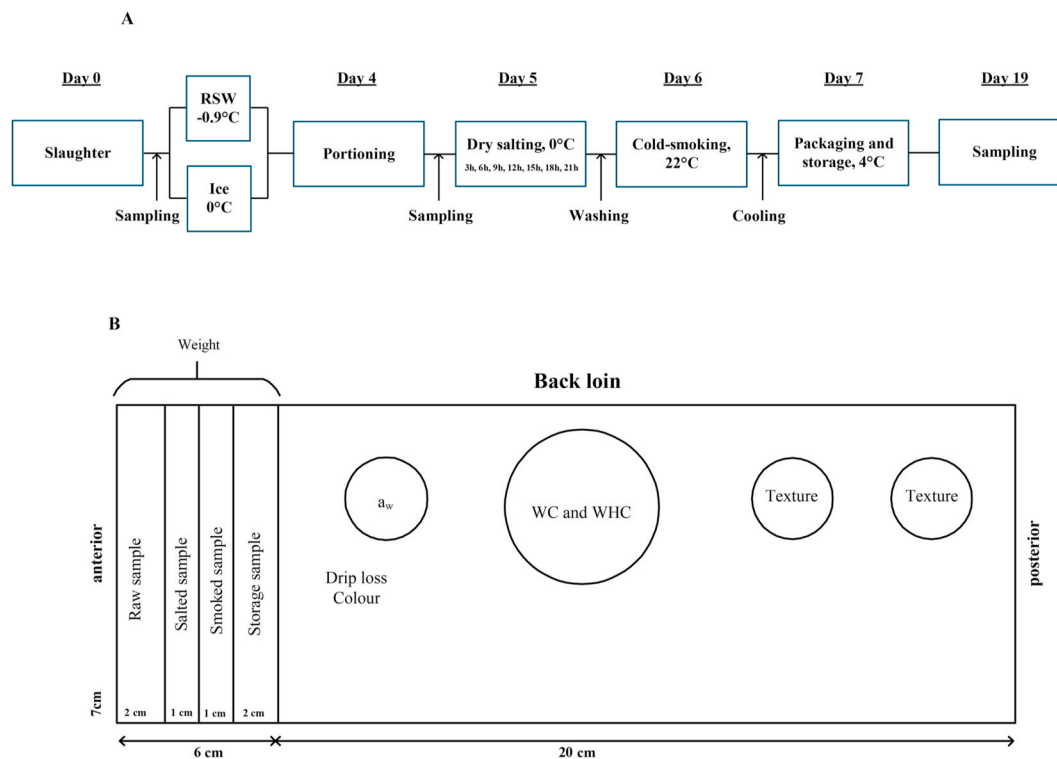 A
Day 0
Day 4
Day 5
Day 6
Day 7
Day 19
RSW
-0.9°C
Slaughter
Ice
0°C
Portioning
Dry salting, 0°C
3h, 6h, 9h, 12h, 15h, 18h, 21h
Cold-smoking,
22°C
Packaging and
storage, 4°C
Sampling
Sampling
Sampling
Washing
Cooling
B
Weight
Back loin
anterior
posterior
7cm
Raw sample
Salted sample
Smoked sample
Storage sample
2 cm
1 cm
1 cm
2 cm
aw
WC and WHC
Texture
Texture
Drip loss
Colour
6 cm
20 cm